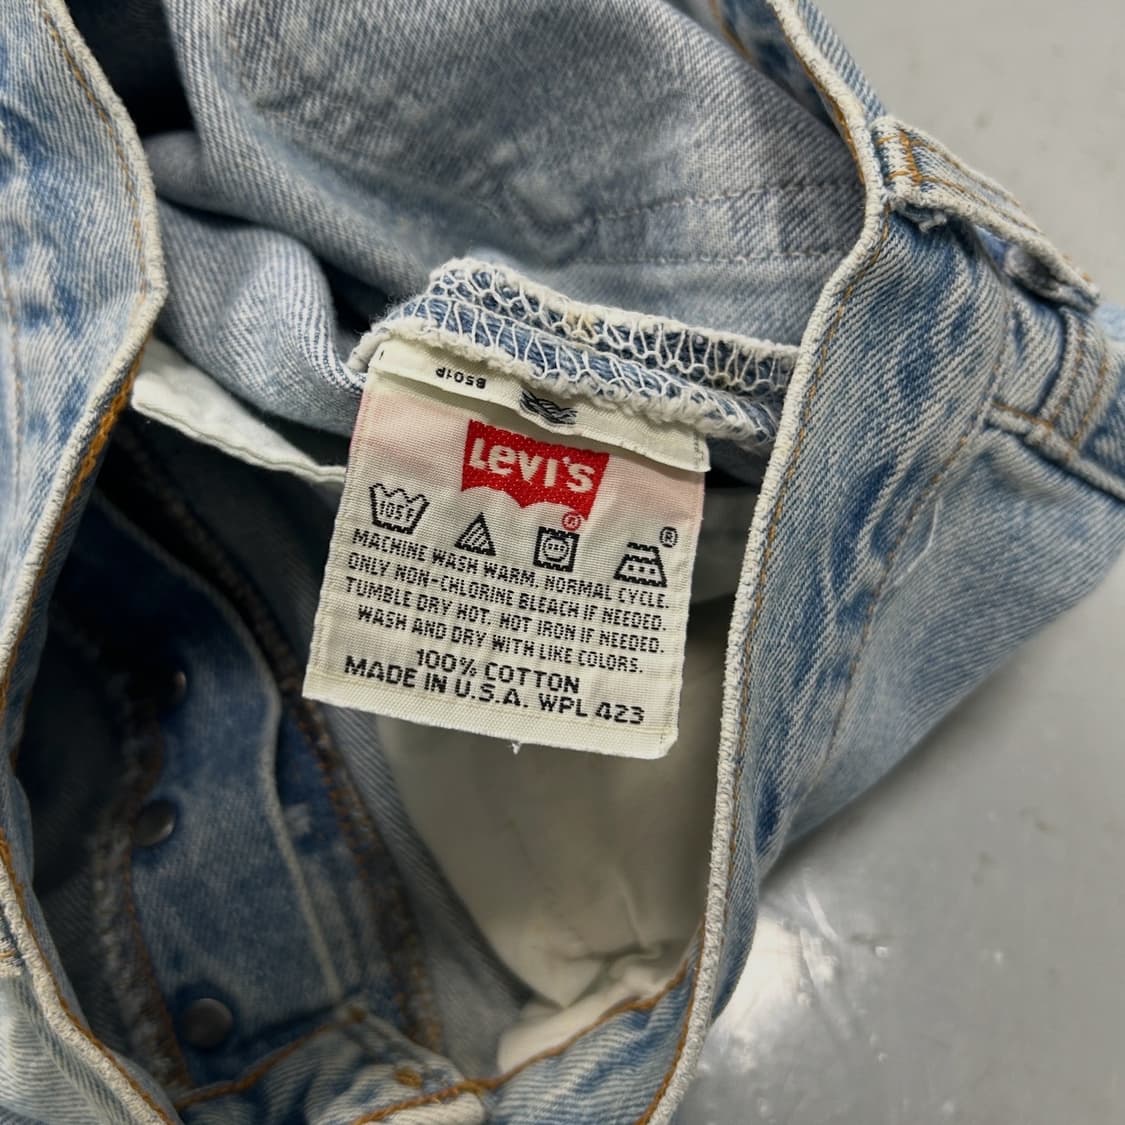 B501P
Levi's
®
105F
®
MACHINE WASH WARM, NORMAL CYCLE.
ONLY NON-CHLORINE BLEACH IF NEEDED.
TUMBLE DRY HOT, HOT IRON IF NEEDED.
WASH AND DRY WITH LIKE COLORS.
100% COTTON
MADE IN U.S.A. WPL 423